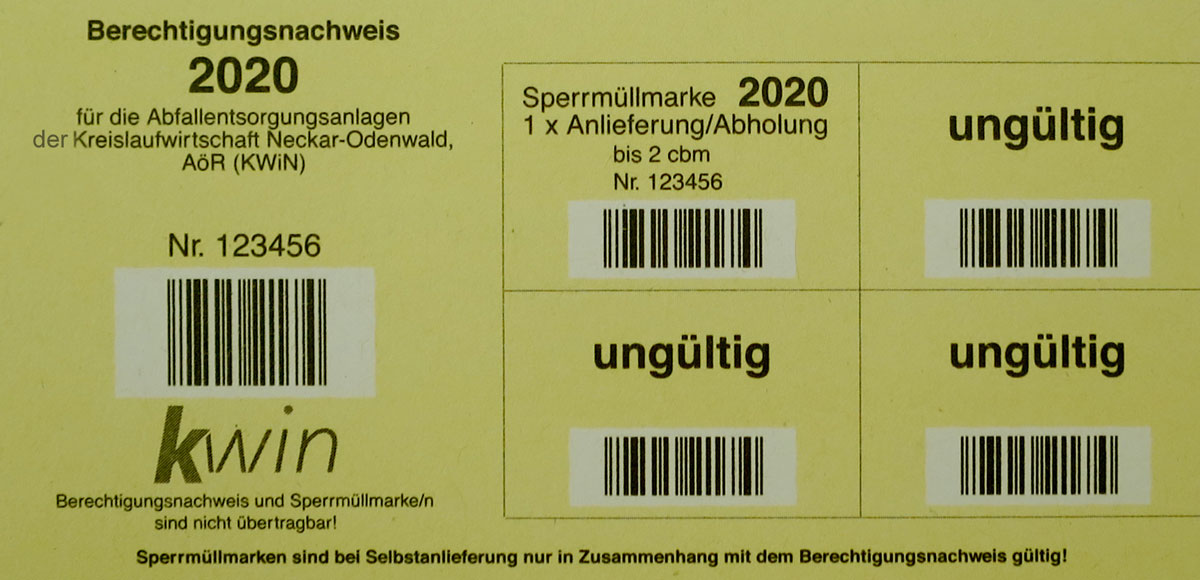 Berechtigungsnachweis
2020
für die Abfallentsorgungsanlagen
der Kreislaufwirtschaft Neckar-Odenwald,
AöR (KWiN)
Nr. 123456
kwin
Berechtigungsnachweis und Sperrmüllmarke/n
sind nicht übertragbar!
Sperrmüllmarke 2020
1 x Anlieferung/Abholung
bis 2 cbm
Nr. 123456
ungültig
ungültig
ungültig
Sperrmüllmarken sind bei Selbstanlieferung nur in Zusammenhang mit dem Berechtigungsnachweis gültig!